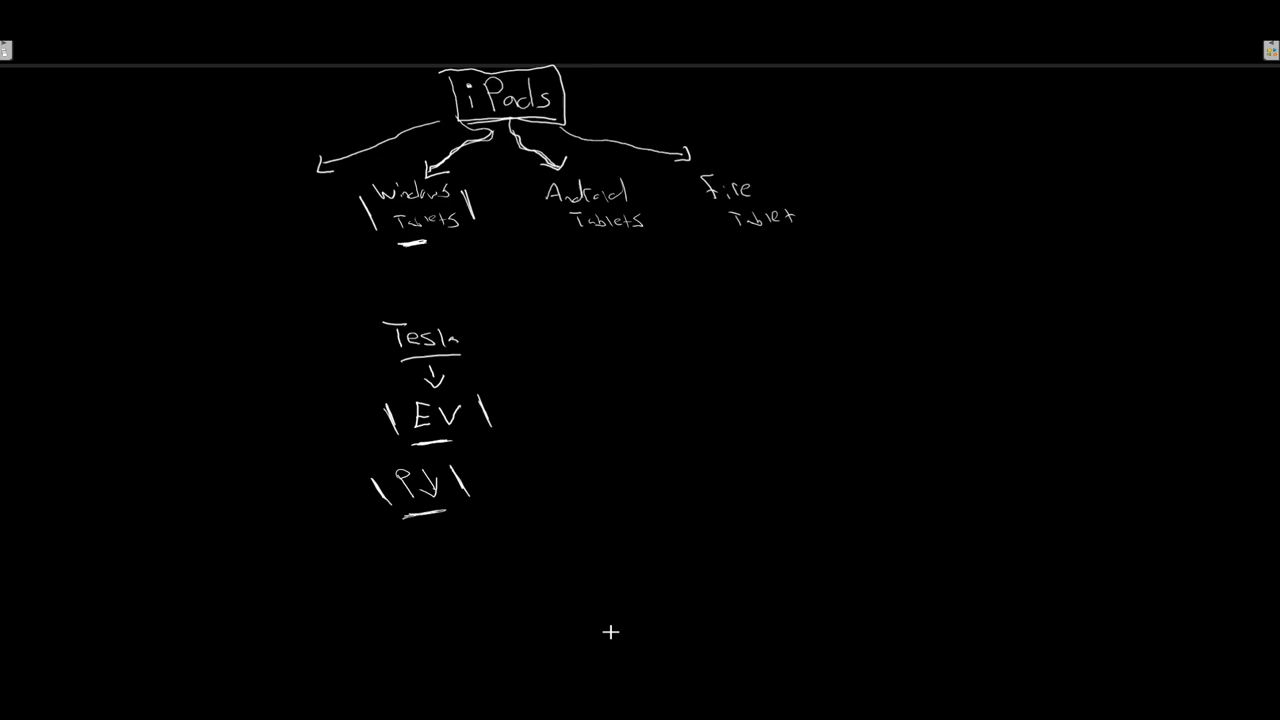 iPads
Windows
Tablets
Android
Tablets
Fire
Tablet
Tesla
EV
PV